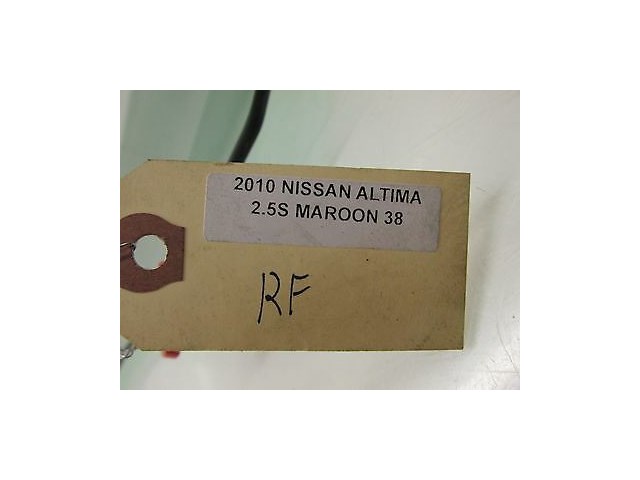 2010 NISSAN ALTIMA
2.5S MAROON 38
RF